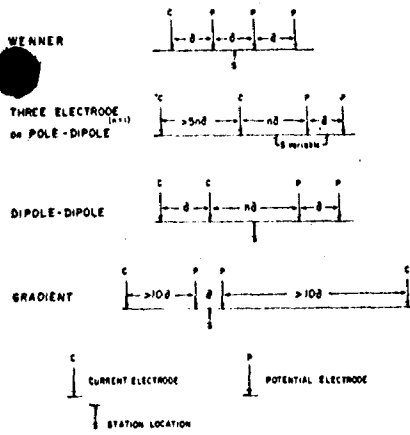 C P P P
WENNER
a a a
S
THREE ELECTRODE
C C P P
>5na na a
or POLE-DIPOLE
S variable
C C P P
a na a
DIPOLE-DIPOLE
S
C P P C
GRADIENT
>10a a >10a
S
C P
CURRENT ELECTRODE POTENTIAL ELECTRODE
S STATION LOCATION